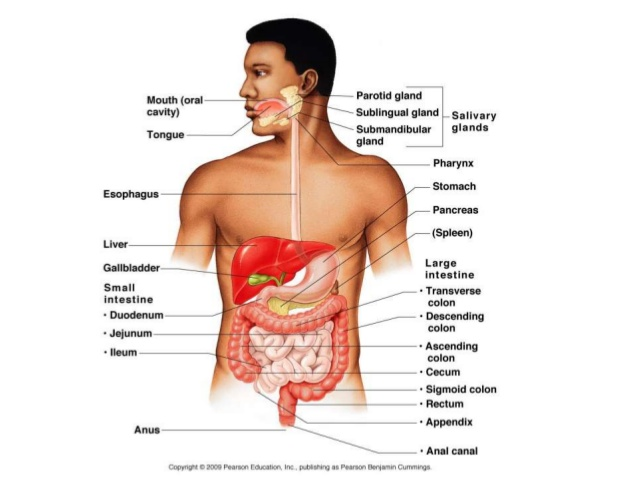 Mouth (oral
cavity)
Tongue
Parotid gland
Sublingual gland
Submandibular
gland
Salivary
glands
Pharynx
Esophagus
Stomach
Pancreas
(Spleen)
Liver
Gallbladder
Small
intestine
• Duodenum
• Jejunum
• Ileum
Large
intestine
• Transverse
colon
• Descending
colon
• Ascending
colon
• Cecum
• Sigmoid colon
• Rectum
• Appendix
Anus
• Anal canal
Copyright © 2009 Pearson Education, Inc., publishing as Pearson Benjamin Cummings.